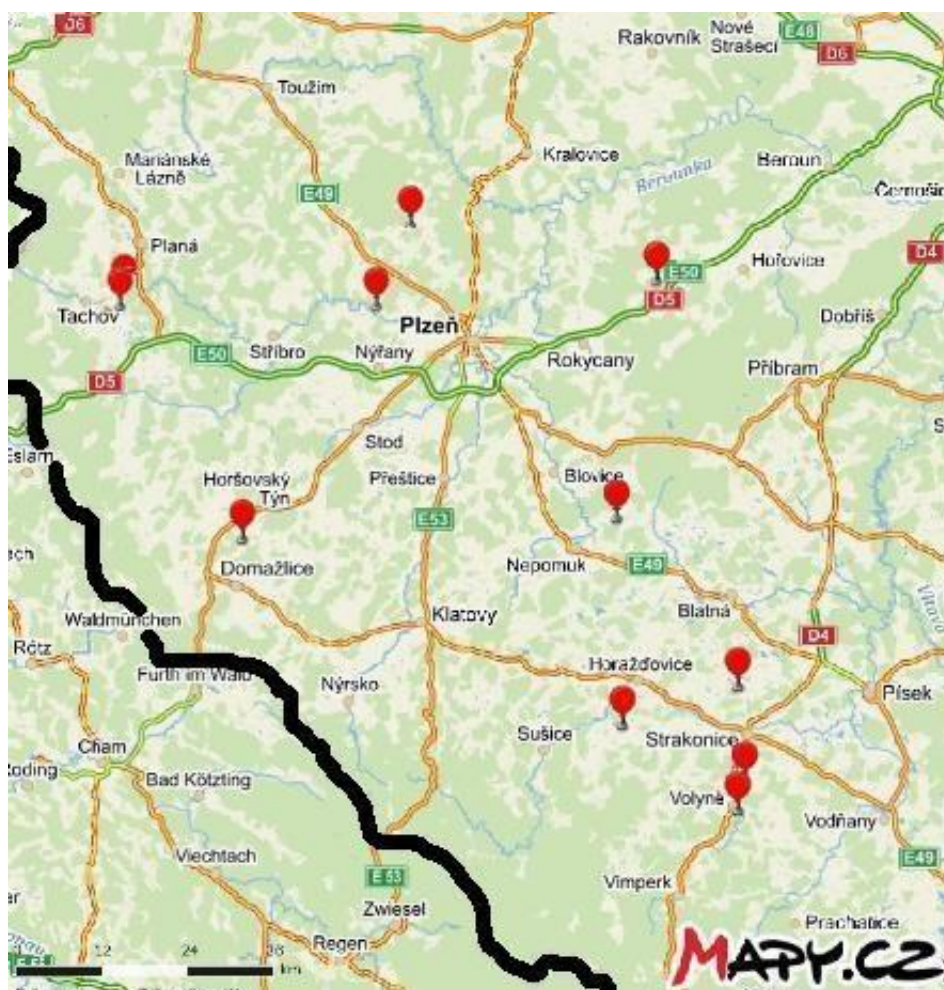 D6
Rakovník
Nové
Strašecí
E48
D6
Toužim
Kralovice
Beroun
Mariánské
Lázně
Berounka
E49
Planá
D4
E50
Hořovice
Tachov
D5
Plzeň
Dobříš
E50
Stříbro
Nýřany
Rokycany
Příbram
D5
Stod
Horšovský
Týn
Přeštice
Blovice
E53
Domažlice
Nepomuk
E49
Blatná
Vltava
Waldmünchen
Klatovy
D4
Rötz
Furth im Wald
Nýrsko
Horažďovice
Písek
Cham
Sušice
Strakonice
Bad Kötzting
Volyně
Vodňany
Viechtach
E49
E 53
Vimperk
Zwiesel
Prachatice
Regen
12
24
36
km
MAPY.CZ